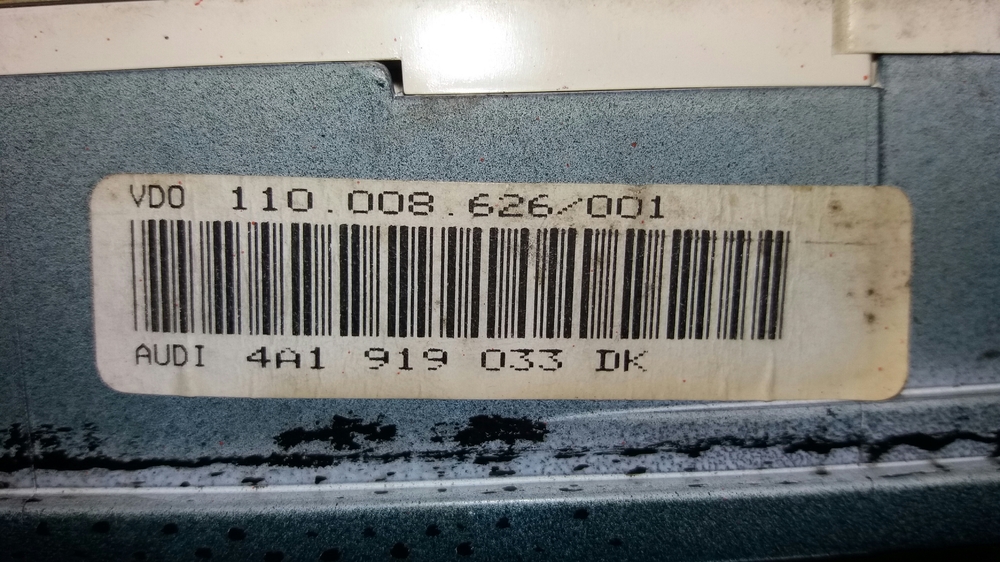 VDO 110.008.626/001
AUDI 4A1 919 033 DK